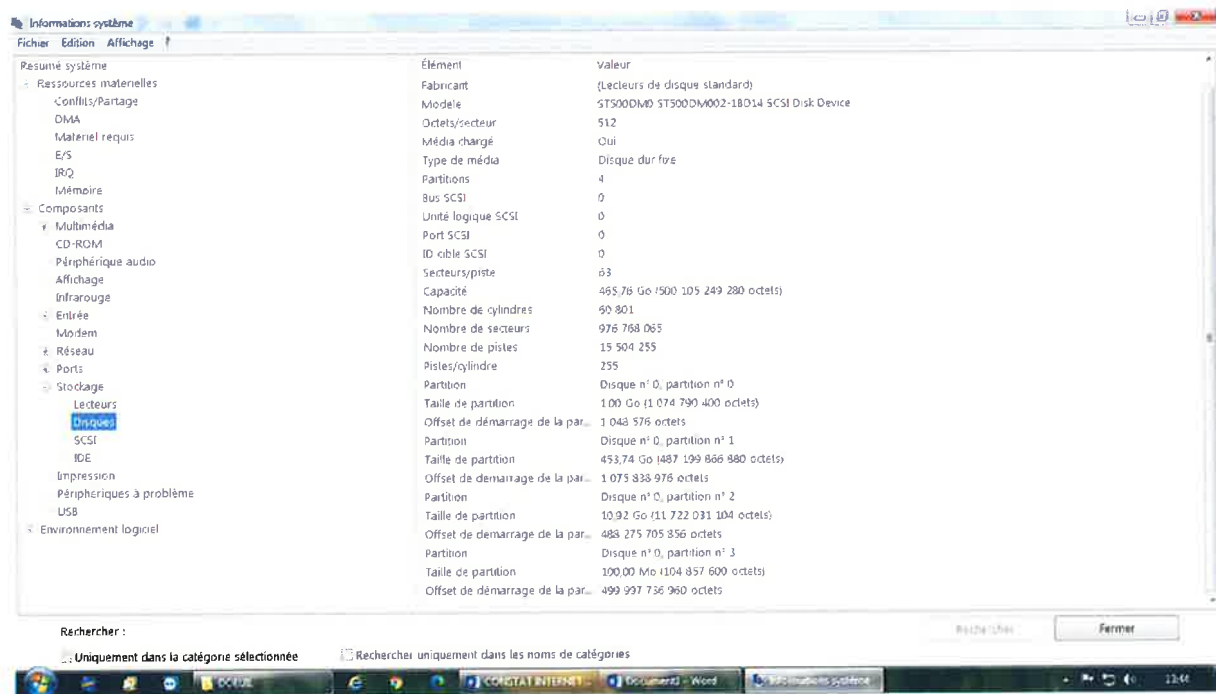 Informations système
Fichier Edition Affichage ?
Resumé système
Ressources materielles
Conflits/Partage
DMA
Materiel requis
E/S
IRQ
Mémoire
Composants
Multimédia
CD-ROM
Périphérique audio
Affichage
Infrarouge
Entrée
Modem
Réseau
Ports
Stockage
Lecteurs
Disques
SCSI
IDE
Impression
Péripheriques à problème
USB
Environnement logiciel
Élément Valeur
Fabricant (Lecteurs de disque standard)
Modele ST500DM0 ST500DM002-1BD14 SCSI Disk Device
Octets/secteur 512
Média chargé Oui
Type de média Disque dur fixe
Partitions 4
Bus SCSI 0
Unité logique SCSI 0
Port SCSI 0
ID cible SCSI 0
Secteurs/piste 63
Capacité 465,76 Go (500 105 249 280 octets)
Nombre de cylindres 60 801
Nombre de secteurs 976 768 065
Nombre de pistes 15 504 255
Pistes/cylindre 255
Partition Disque n° 0, partition n° 0
Taille de partition 1.00 Go (1 074 790 400 octets)
Offset de démarrage de la par... 1 048 576 octets
Partition Disque n° 0, partition n° 1
Taille de partition 453,74 Go (487 199 866 880 octets)
Offset de demarrage de la par... 1 075 838 976 octets
Partition Disque n° 0, partition n° 2
Taille de partition 10,92 Go (11 722 031 104 octets)
Offset de demarrage de la par... 488 275 705 856 octets
Partition Disque n° 0, partition n° 3
Taille de partition 100,00 Mo (104 857 600 octets)
Offset de démarrage de la par... 499 997 736 960 octets
Rechercher :
Rechercher Fermer
Uniquement dans la catégorie sélectionnée Rechercher uniquement dans les noms de catégories
CONSTAT INTERNET - Document1 - Word Informations système 12:44